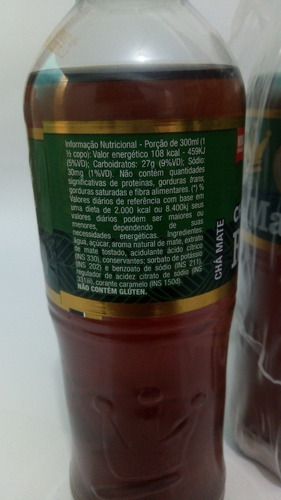 Informação Nutricional - Porção de 300ml (1
½ copo): Valor energético 108 kcal - 459KJ
(5%VD); Carboidratos: 27g (9%VD); Sódio:
30mg (1%VD). Não contém quantidades
significativas de proteínas, gorduras trans,
gorduras saturadas e fibra alimentares. (*) %
Valores diários de referência com base em
uma dieta de 2.000 kcal ou 8.400kj seus
valores diários podem ser maiores ou
menores, dependendo de suas
necessidades energéticas. Ingredientes:
água, açúcar, aroma natural de mate, extrato
de mate tostado, acidulante ácido cítrico
(INS 330), conservantes; sorbato de potássio
(INS 202) e benzoato de sódio (INS 211),
regulador de acidez citrato de sódio (INS
331iii), corante caramelo (INS 150d).
NÃO CONTÉM GLÚTEN.
CHÁ MATE